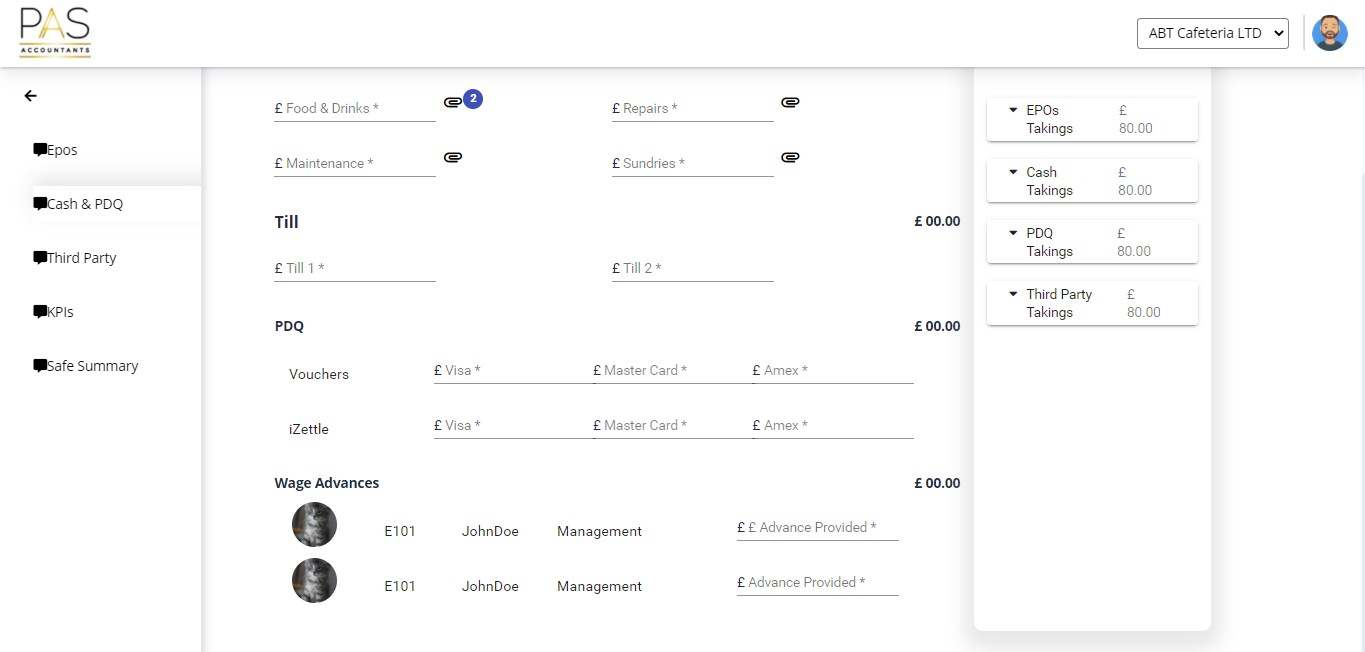 PAS
ACCOUNTANTS
ABT Cafeteria LTD
Epos
Cash & PDQ
Third Party
KPIs
Safe Summary
£ Food & Drinks *
2
£ Repairs *
£ Maintenance *
£ Sundries *
Till
£ 00.00
£ Till 1 *
£ Till 2 *
PDQ
£ 00.00
Vouchers
£ Visa *
£ Master Card *
£ Amex *
iZettle
£ Visa *
£ Master Card *
£ Amex *
Wage Advances
£ 00.00
E101
JohnDoe
Management
£ £ Advance Provided *
E101
JohnDoe
Management
£ Advance Provided *
EPOs
Takings
£
80.00
Cash
Takings
£
80.00
PDQ
Takings
£
80.00
Third Party
Takings
£
80.00